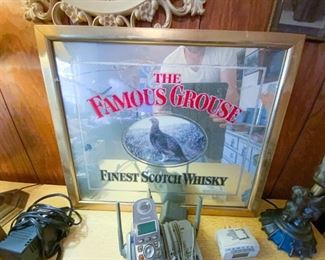 THE
FAMOUS GROUSE
FINEST SCOTCH WHISKY